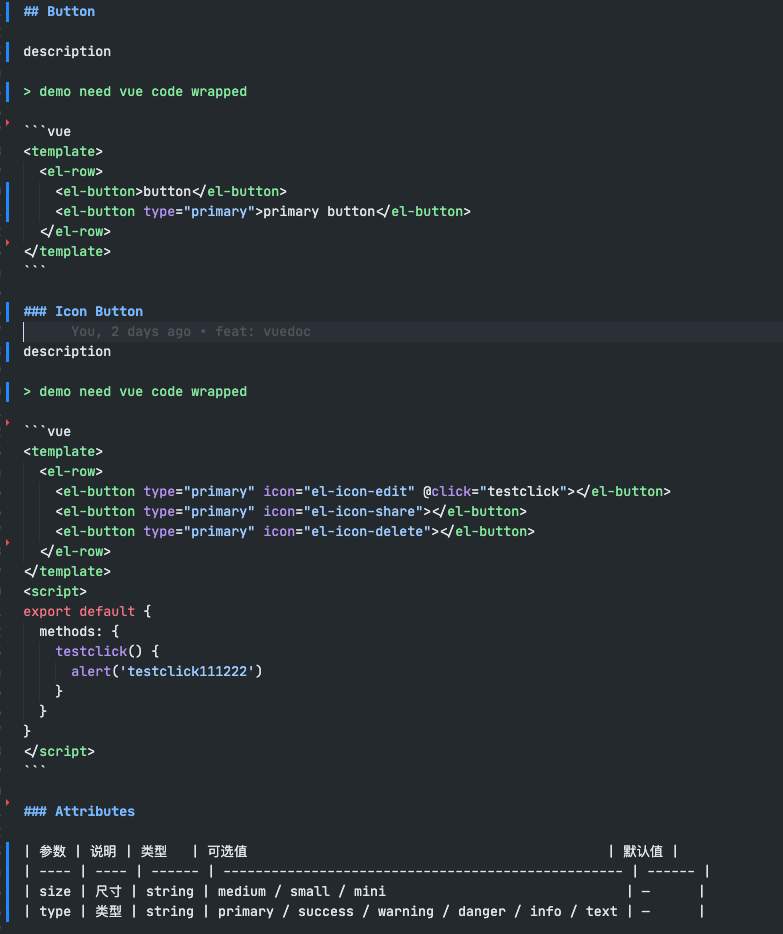 ## Button
description
> demo need vue code wrapped
```vue
<template>
  <el-row>
    <el-button>button</el-button>
    <el-button type="primary">primary button</el-button>
  </el-row>
</template>
```
### Icon Button
You, 2 days ago • feat: vuedoc
description
> demo need vue code wrapped
```vue
<template>
  <el-row>
    <el-button type="primary" icon="el-icon-edit" @click="testclick"></el-button>
    <el-button type="primary" icon="el-icon-share"></el-button>
    <el-button type="primary" icon="el-icon-delete"></el-button>
  </el-row>
</template>
<script>
export default {
  methods: {
    testclick() {
      alert('testclick111222')
    }
  }
}
</script>
```
### Attributes
| 参数 | 说明 | 类型   | 可选值                                             | 默认值 |
| ---- | ---- | ------ | -------------------------------------------------- | ------ |
| size | 尺寸 | string | medium / small / mini                              | —      |
| type | 类型 | string | primary / success / warning / danger / info / text | —      |